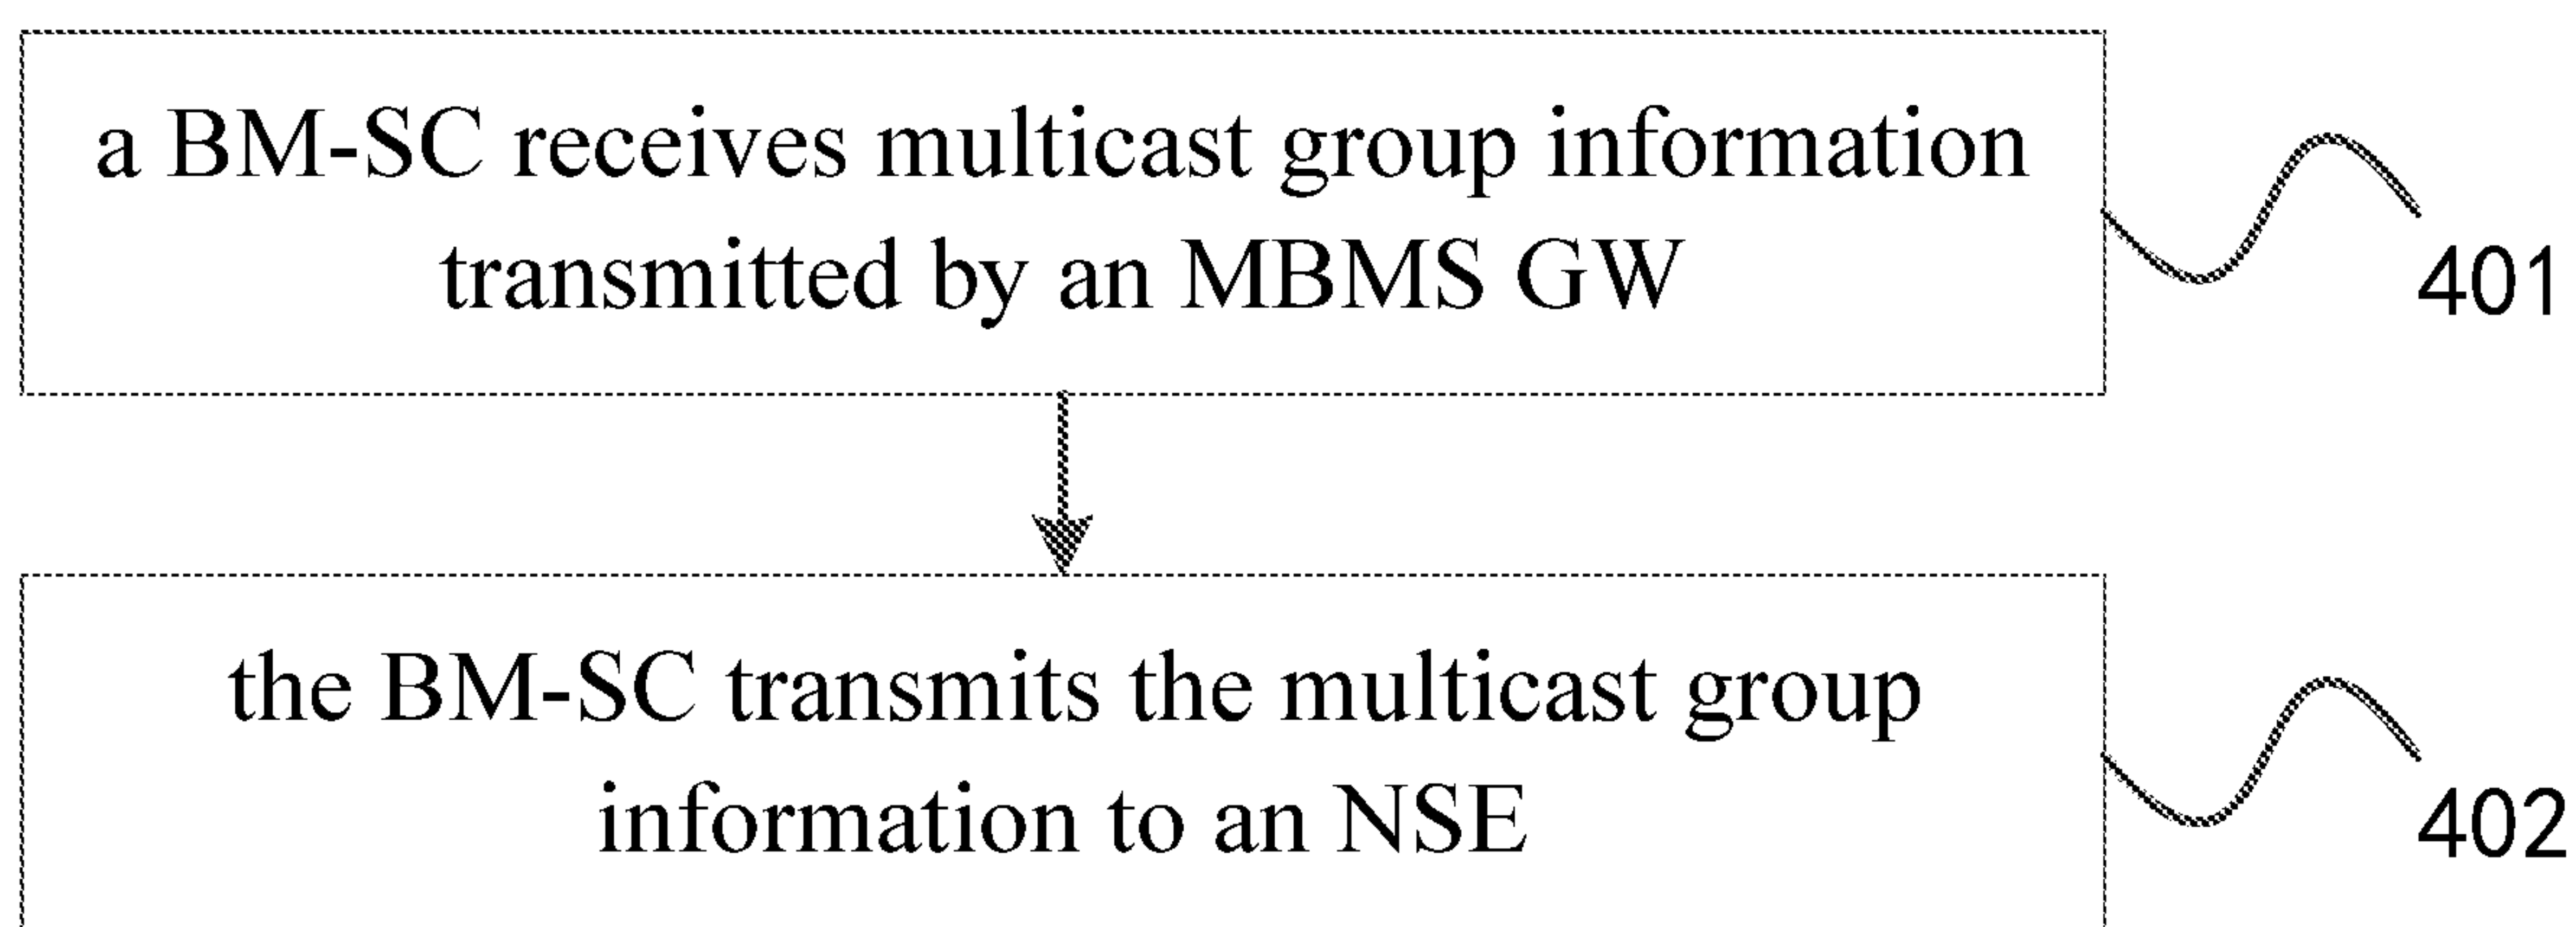 a BM-SC receives multicast group information
transmitted by an MBMS GW
401
the BM-SC transmits the multicast group
information to an NSE
402